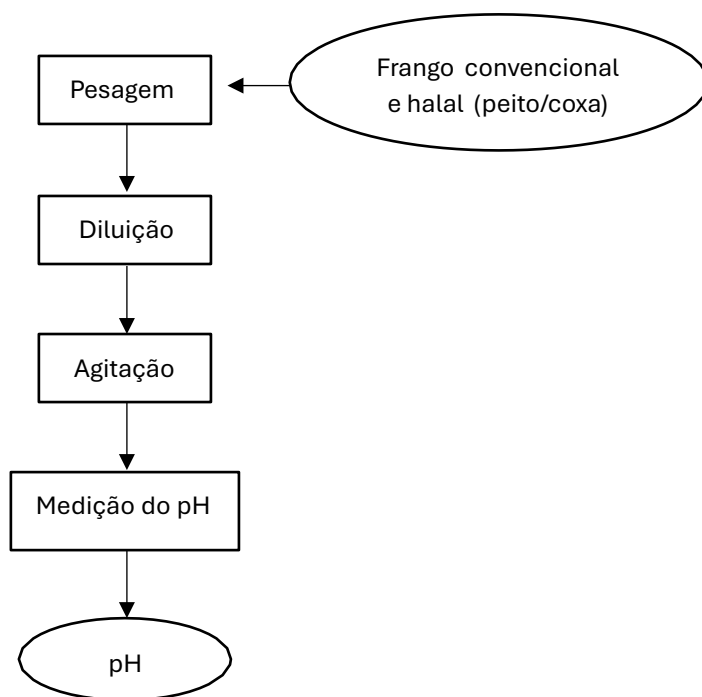 Frango convencional
e halal (peito/coxa)
Pesagem
Diluição
Agitação
Medição do pH
pH